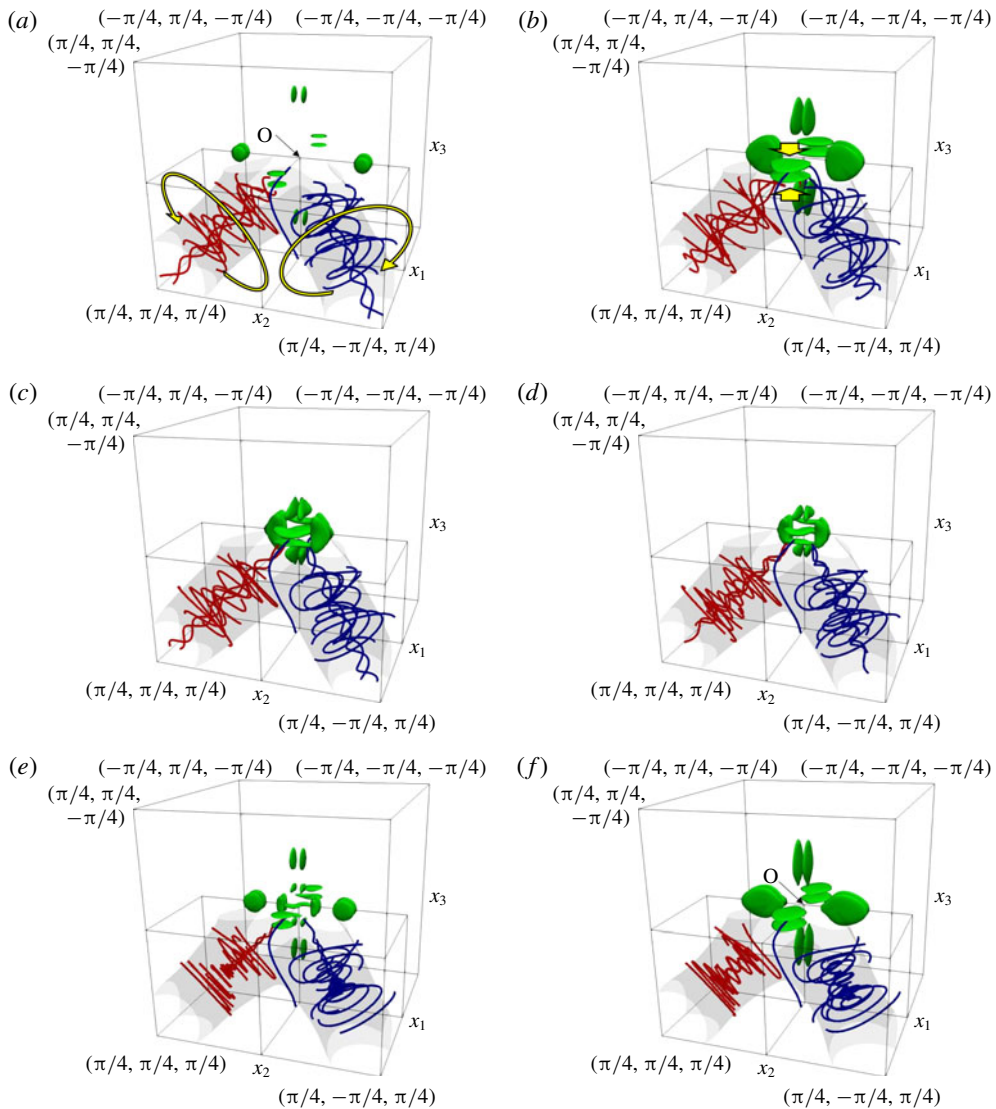 (a) (−π/4, π/4, −π/4) (−π/4, −π/4, −π/4)
(π/4, π/4,
−π/4)
O
x3
x1
(π/4, π/4, π/4) x2
(π/4, −π/4, π/4)
(b) (−π/4, π/4, −π/4) (−π/4, −π/4, −π/4)
(π/4, π/4,
−π/4)
x3
x1
(π/4, π/4, π/4) x2
(π/4, −π/4, π/4)
(c) (−π/4, π/4, −π/4) (−π/4, −π/4, −π/4)
(π/4, π/4,
−π/4)
x3
x1
(π/4, π/4, π/4) x2
(π/4, −π/4, π/4)
(d) (−π/4, π/4, −π/4) (−π/4, −π/4, −π/4)
(π/4, π/4,
−π/4)
x3
x1
(π/4, π/4, π/4) x2
(π/4, −π/4, π/4)
(e) (−π/4, π/4, −π/4) (−π/4, −π/4, −π/4)
(π/4, π/4,
−π/4)
x3
x1
(π/4, π/4, π/4) x2
(π/4, −π/4, π/4)
(f) (−π/4, π/4, −π/4) (−π/4, −π/4, −π/4)
(π/4, π/4,
−π/4)
O
x3
x1
(π/4, π/4, π/4) x2
(π/4, −π/4, π/4)